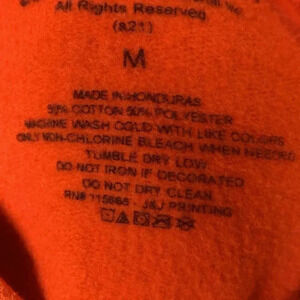 All Rights Reserved
(s21)
M
MADE IN HONDURAS
50% COTTON 50% POLYESTER
MACHINE WASH COLD WITH LIKE COLORS
ONLY NON-CHLORINE BLEACH WHEN NEEDED
TUMBLE DRY LOW
DO NOT IRON IF DECORATED
DO NOT DRY CLEAN
RN# 115665 - J&J PRINTING